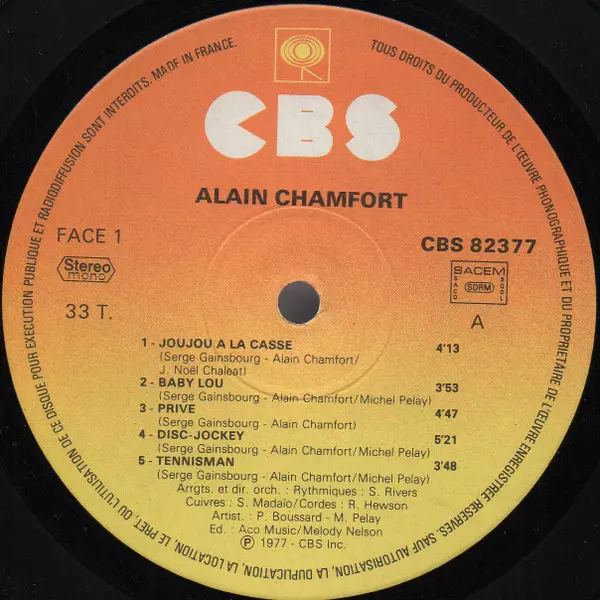 TOUS DROITS DU PRODUCTEUR DE L'ŒUVRE PHONOGRAPHIQUE ET DU PROPRIETAIRE DE L'ŒUVRE ENREGISTREE RESERVES. SAUF AUTORISATION, LA DUPLICATION, LA LOCATION, LE PRET, OU L'UTILISATION DE CE DISQUE POUR EXECUTION PUBLIQUE ET RADIODIFFUSION SONT INTERDITS. MADE IN FRANCE.
CBS
ALAIN CHAMFORT
FACE 1
CBS 82377
Stereo
mono
SACEM
SACD
SDRM
SGDL
33 T.
A
1 - JOUJOU A LA CASSE 4'13
(Serge Gainsbourg - Alain Chamfort/
J. Noël Chaleat)
2 - BABY LOU 3'53
(Serge Gainsbourg - Alain Chamfort/Michel Pelay)
3 - PRIVE 4'47
(Serge Gainsbourg - Alain Chamfort)
4 - DISC-JOCKEY 5'21
(Serge Gainsbourg - Alain Chamfort/Michel Pelay)
5 - TENNISMAN 3'48
(Serge Gainsbourg - Alain Chamfort/Michel Pelay)
Arrgts. et dir. orch. : Rythmiques : S. Rivers
Cuivres : S. Madaïo/Cordes : R. Hewson
Artist. : P. Boussard - M. Pelay
Ed. : Aco Music/Melody Nelson
℗ 1977 - CBS Inc.